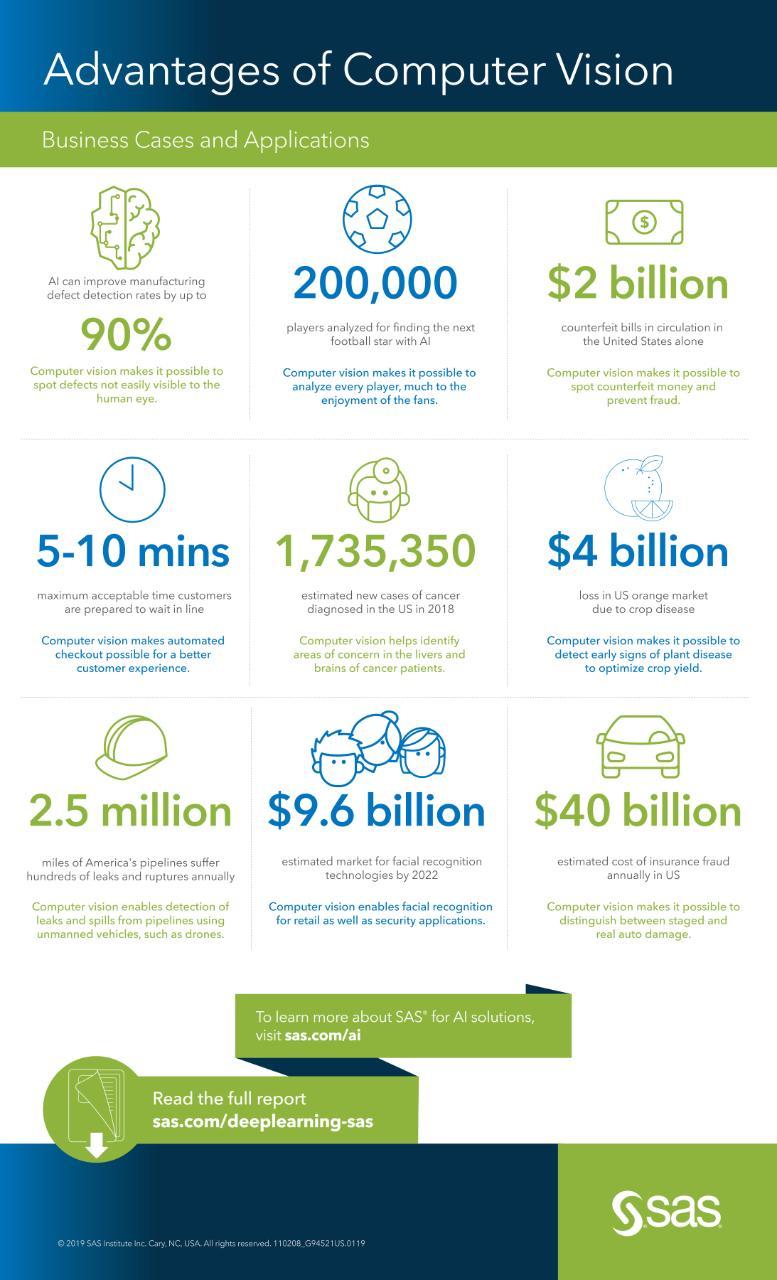 Advantages of Computer Vision
Business Cases and Applications
AI can improve manufacturing
defect detection rates by up to
90%
Computer vision makes it possible to
spot defects not easily visible to the
human eye.
200,000
players analyzed for finding the next
football star with AI
Computer vision makes it possible to
analyze every player, much to the
enjoyment of the fans.
$
$2 billion
counterfeit bills in circulation in
the United States alone
Computer vision makes it possible to
spot counterfeit money and
prevent fraud.
5-10 mins
maximum acceptable time customers
are prepared to wait in line
Computer vision makes automated
checkout possible for a better
customer experience.
1,735,350
estimated new cases of cancer
diagnosed in the US in 2018
Computer vision helps identify
areas of concern in the livers and
brains of cancer patients.
$4 billion
loss in US orange market
due to crop disease
Computer vision makes it possible to
detect early signs of plant disease
to optimize crop yield.
2.5 million
miles of America's pipelines suffer
hundreds of leaks and ruptures annually
Computer vision enables detection of
leaks and spills from pipelines using
unmanned vehicles, such as drones.
$9.6 billion
estimated market for facial recognition
technologies by 2022
Computer vision enables facial recognition
for retail as well as security applications.
$40 billion
estimated cost of insurance fraud
annually in US
Computer vision makes it possible to
distinguish between staged and
real auto damage.
To learn more about SAS® for AI solutions,
visit sas.com/ai
Read the full report
sas.com/deeplearning-sas
sas
© 2019 SAS Institute Inc. Cary, NC, USA. All rights reserved. 110208_G94521US.0119